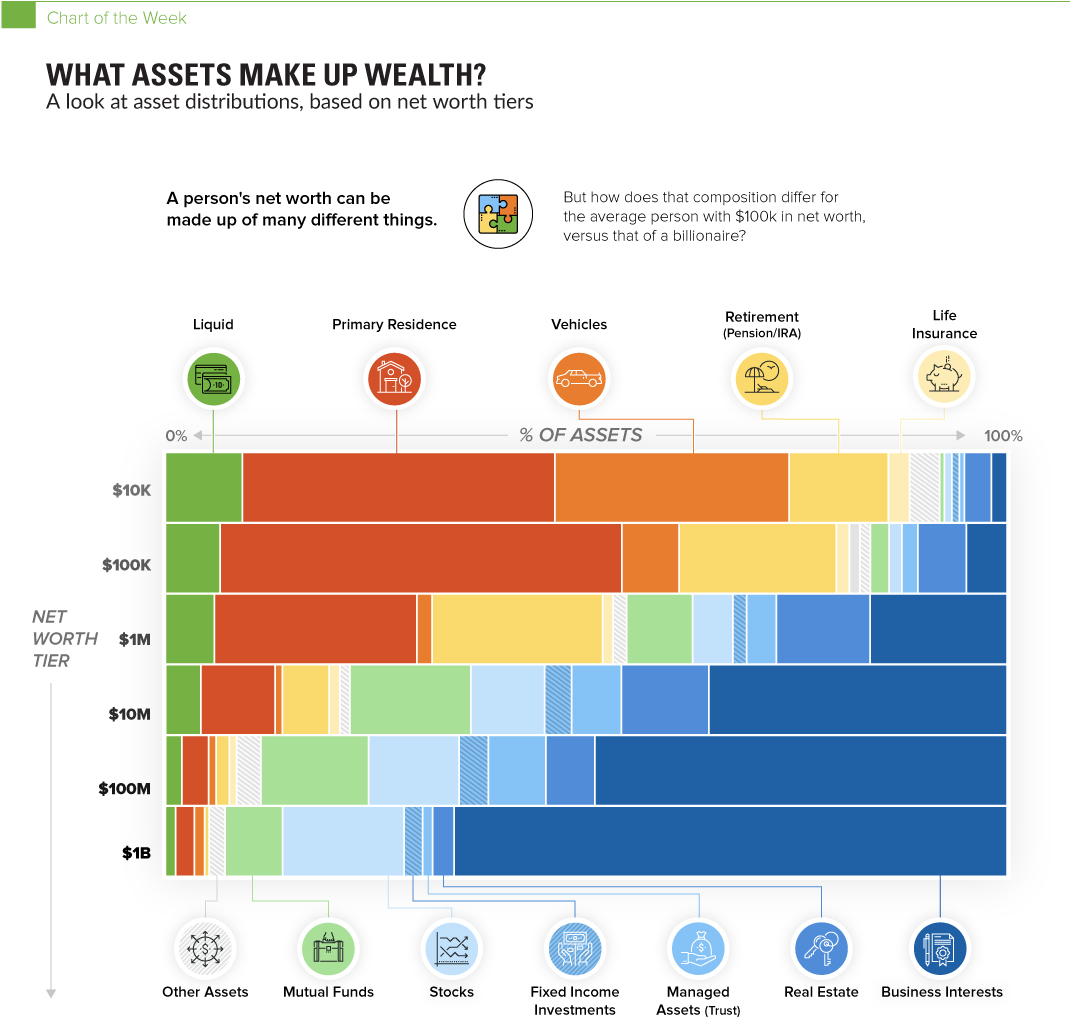 Chart of the Week
WHAT ASSETS MAKE UP WEALTH?
A look at asset distributions, based on net worth tiers
A person's net worth can be
made up of many different things.
But how does that composition differ for
the average person with $100k in net worth,
versus that of a billionaire?
Liquid
Primary Residence
Vehicles
Retirement
(Pension/IRA)
Life
Insurance
0%
% OF ASSETS
100%
$10K
$100K
$1M
$10M
$100M
$1B
NET
WORTH
TIER
Other Assets
Mutual Funds
Stocks
Fixed Income
Investments
Managed
Assets (Trust)
Real Estate
Business Interests